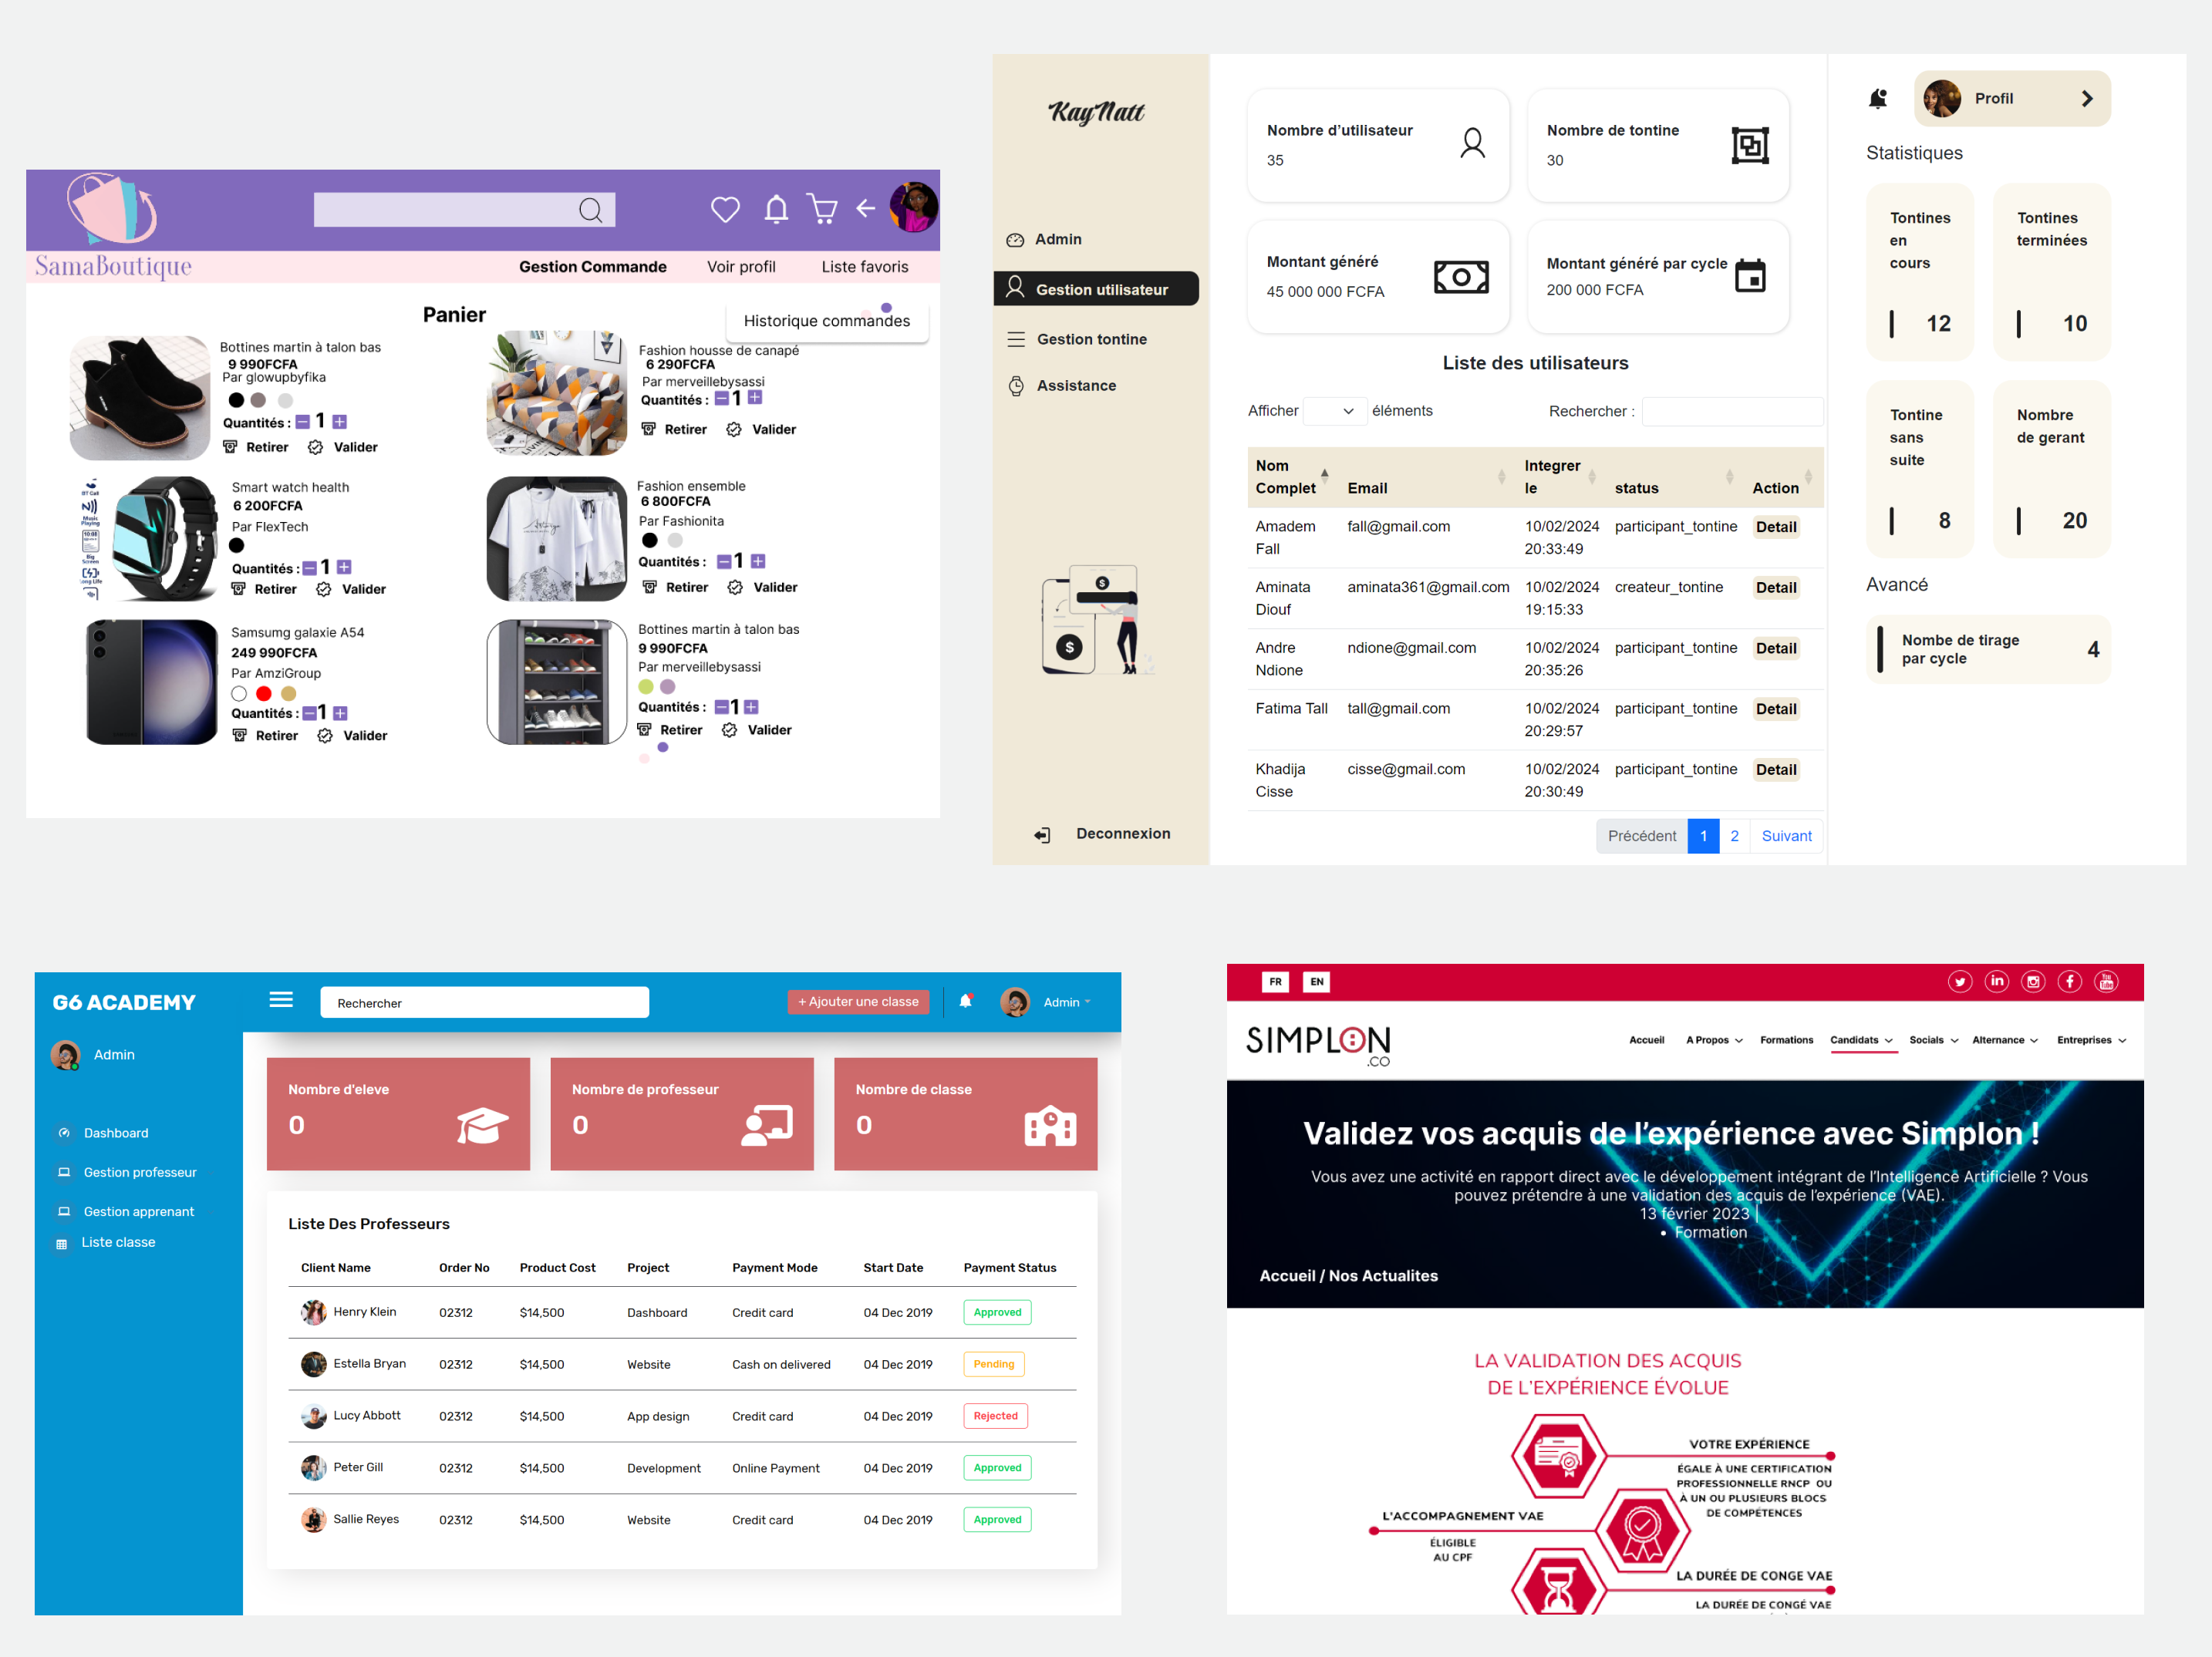 SamaBoutique
Gestion Commande Voir profil Liste favoris
Panier
Historique commandes
Bottines martin à talon bas
9 990FCFA
Par glowupbyfika
Quantités : 1
Retirer Valider
Fashion housse de canapé
6 290FCFA
Par merveillebysassi
Quantités : 1
Retirer Valider
BT Call
Music Playing
10:08
Big Screen
Long Life
Smart watch health
6 200FCFA
Par FlexTech
Quantités : 1
Retirer Valider
Fashion ensemble
6 800FCFA
Par Fashionita
Quantités : 1
Retirer Valider
Samsumg galaxie A54
249 990FCFA
Par AmziGroup
Quantités : 1
Retirer Valider
Bottines martin à talon bas
9 990FCFA
Par merveillebysassi
Quantités : 1
Retirer Valider
KayNatt
Admin
Gestion utilisateur
Gestion tontine
Assistance
Deconnexion
Nombre d'utilisateur
35
Nombre de tontine
30
Montant généré
45 000 000 FCFA
Montant généré par cycle
200 000 FCFA
Liste des utilisateurs
Afficher éléments Rechercher :
Nom Complet Email Integrer le status Action
Amadem Fall fall@gmail.com 10/02/2024 20:33:49 participant_tontine Detail
Aminata Diouf aminata361@gmail.com 10/02/2024 19:15:33 createur_tontine Detail
Andre Ndione ndione@gmail.com 10/02/2024 20:35:26 participant_tontine Detail
Fatima Tall tall@gmail.com 10/02/2024 20:29:57 participant_tontine Detail
Khadija Cisse cisse@gmail.com 10/02/2024 20:30:49 participant_tontine Detail
Précédent 1 2 Suivant
Profil
Statistiques
Tontines en cours
12
Tontines terminées
10
Tontine sans suite
8
Nombre de gerant
20
Avancé
Nombe de tirage par cycle
4
G6 ACADEMY
Admin
Dashboard
Gestion professeur
Gestion apprenant
Liste classe
Rechercher
+ Ajouter une classe
Admin
Nombre d'eleve
0
Nombre de professeur
0
Nombre de classe
0
Liste Des Professeurs
Client Name Order No Product Cost Project Payment Mode Start Date Payment Status
Henry Klein 02312 $14,500 Dashboard Credit card 04 Dec 2019 Approved
Estella Bryan 02312 $14,500 Website Cash on delivered 04 Dec 2019 Pending
Lucy Abbott 02312 $14,500 App design Credit card 04 Dec 2019 Rejected
Peter Gill 02312 $14,500 Development Online Payment 04 Dec 2019 Approved
Sallie Reyes 02312 $14,500 Website Credit card 04 Dec 2019 Approved
FR EN
You Tube
SIMPLON
.CO
Accueil A Propos Formations Candidats Socials Alternance Entreprises
Validez vos acquis de l'expérience avec Simplon !
Vous avez une activité en rapport direct avec le développement intégrant de l'Intelligence Artificielle ? Vous
pouvez prétendre à une validation des acquis de l'expérience (VAE).
13 février 2023 |
• Formation
Accueil / Nos Actualites
LA VALIDATION DES ACQUIS
DE L'EXPÉRIENCE ÉVOLUE
VOTRE EXPÉRIENCE
ÉGALE À UNE CERTIFICATION
PROFESSIONNELLE RNCP OU
À UN OU PLUSIEURS BLOCS
DE COMPÉTENCES
L'ACCOMPAGNEMENT VAE
ÉLIGIBLE
AU CPF
LA DURÉE DE CONGE VAE
LA DURÉE DE CONGÉ VAE